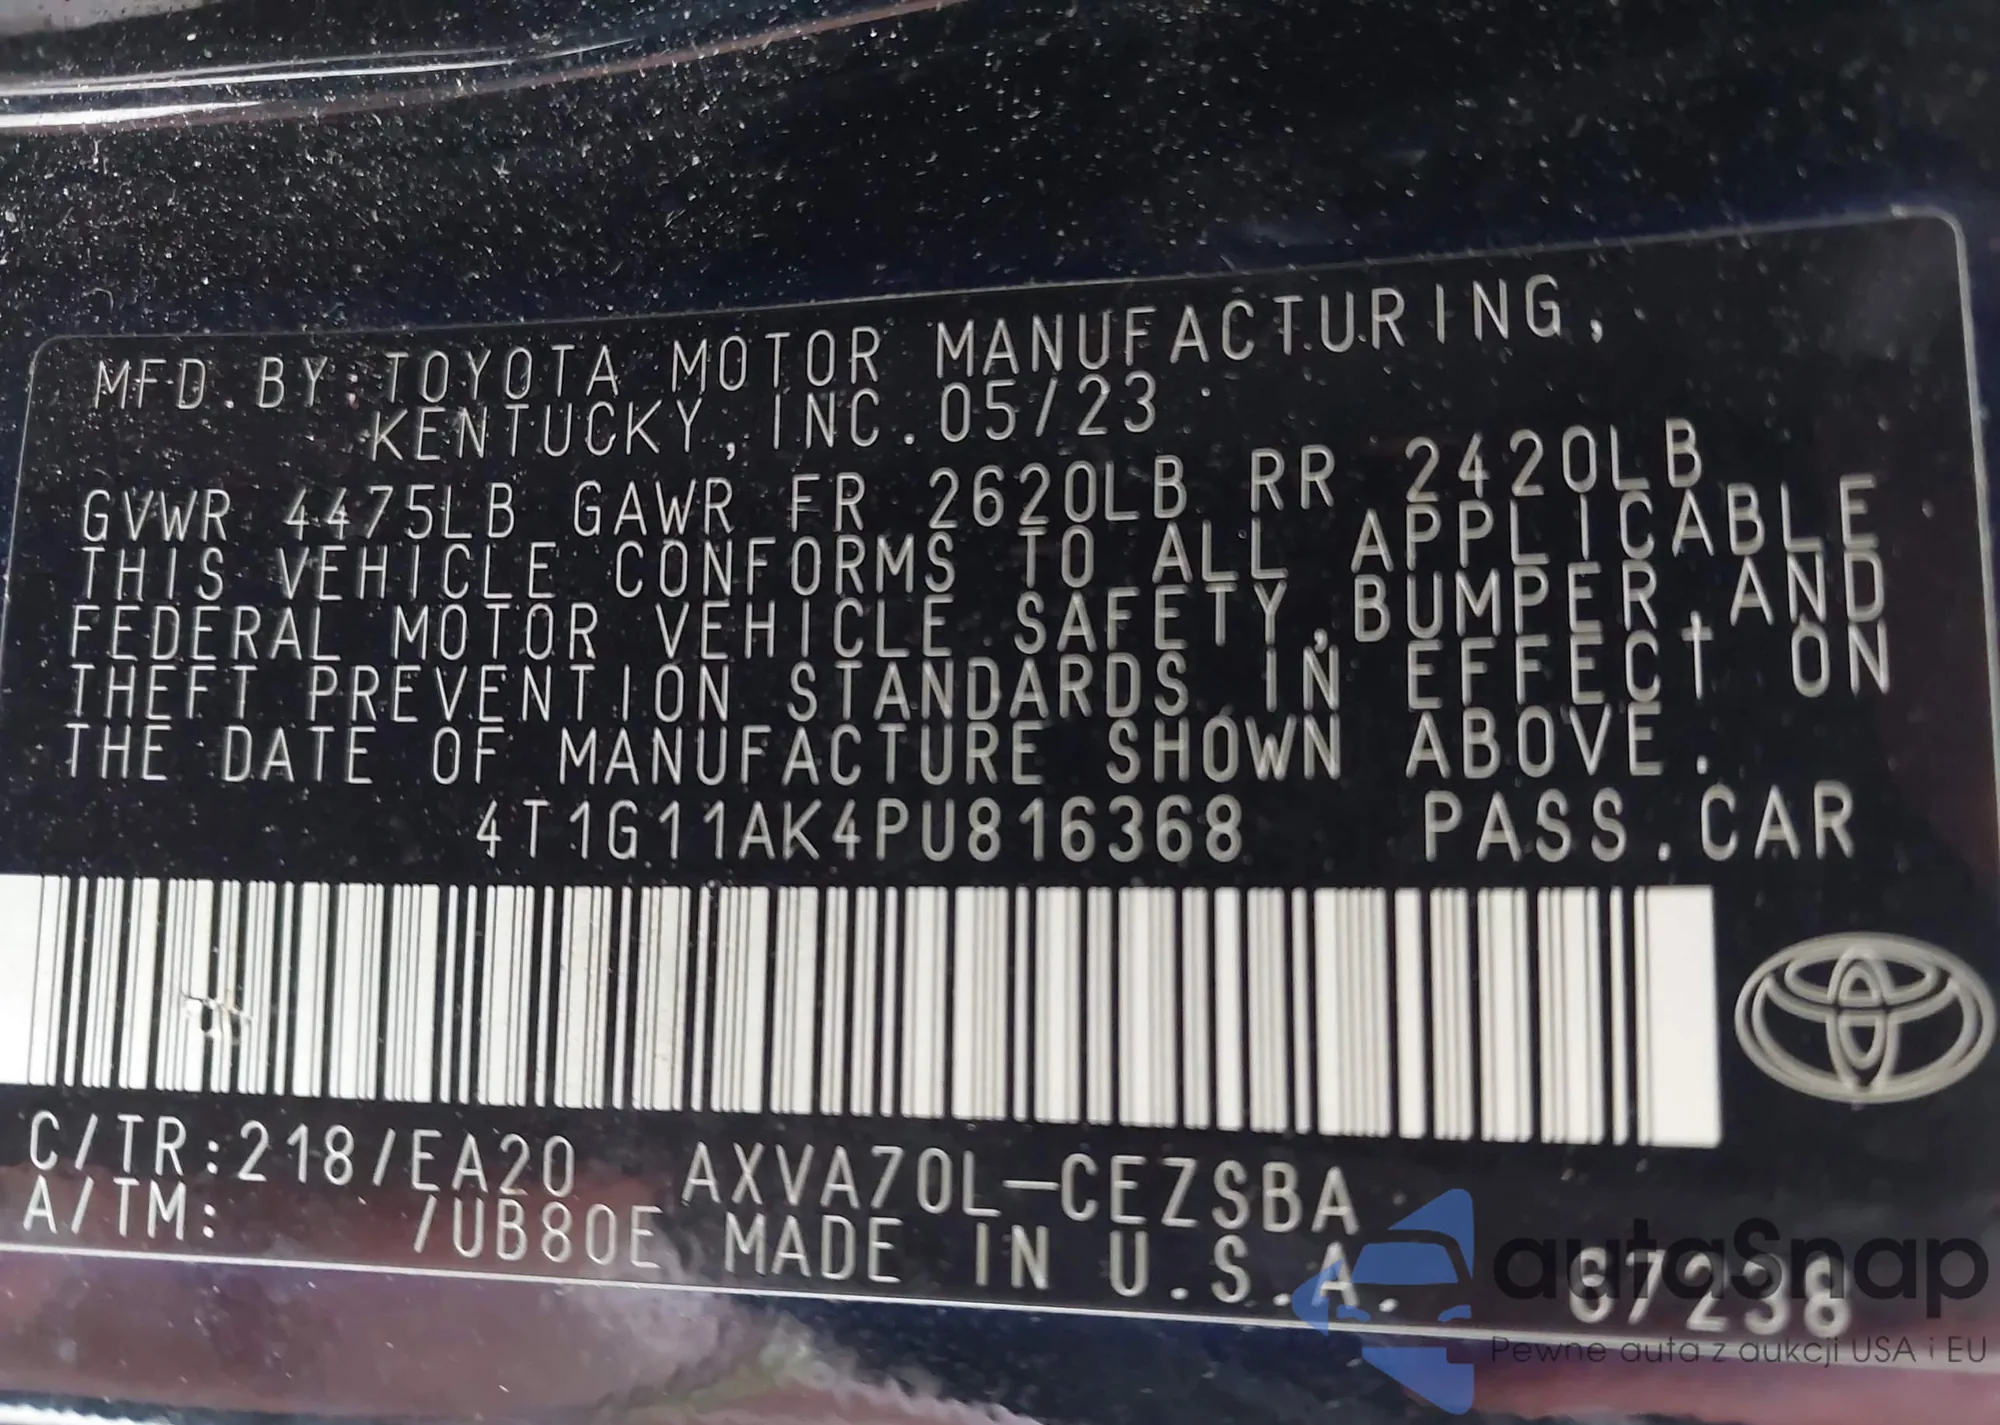 MFD. BY TOYOTA MOTOR MANUFACTURING,
KENTUCKY, INC. 05/23
GVWR 4475LB GAWR FR 2620LB RR 2420LB
THIS VEHICLE CONFORMS TO ALL APPLICABLE
FEDERAL MOTOR VEHICLE SAFETY, BUMPER, AND
THEFT PREVENTION STANDARDS IN EFFECT ON
THE DATE OF MANUFACTURE SHOWN ABOVE.
4T1G11AK4PU816368 PASS.CAR
C/TR:218/EA20 AXVA70L-CEZSBA
A/TM: /UB80E MADE IN U.S.A.
autaSnap
Pewne auta z aukcji USA i EU